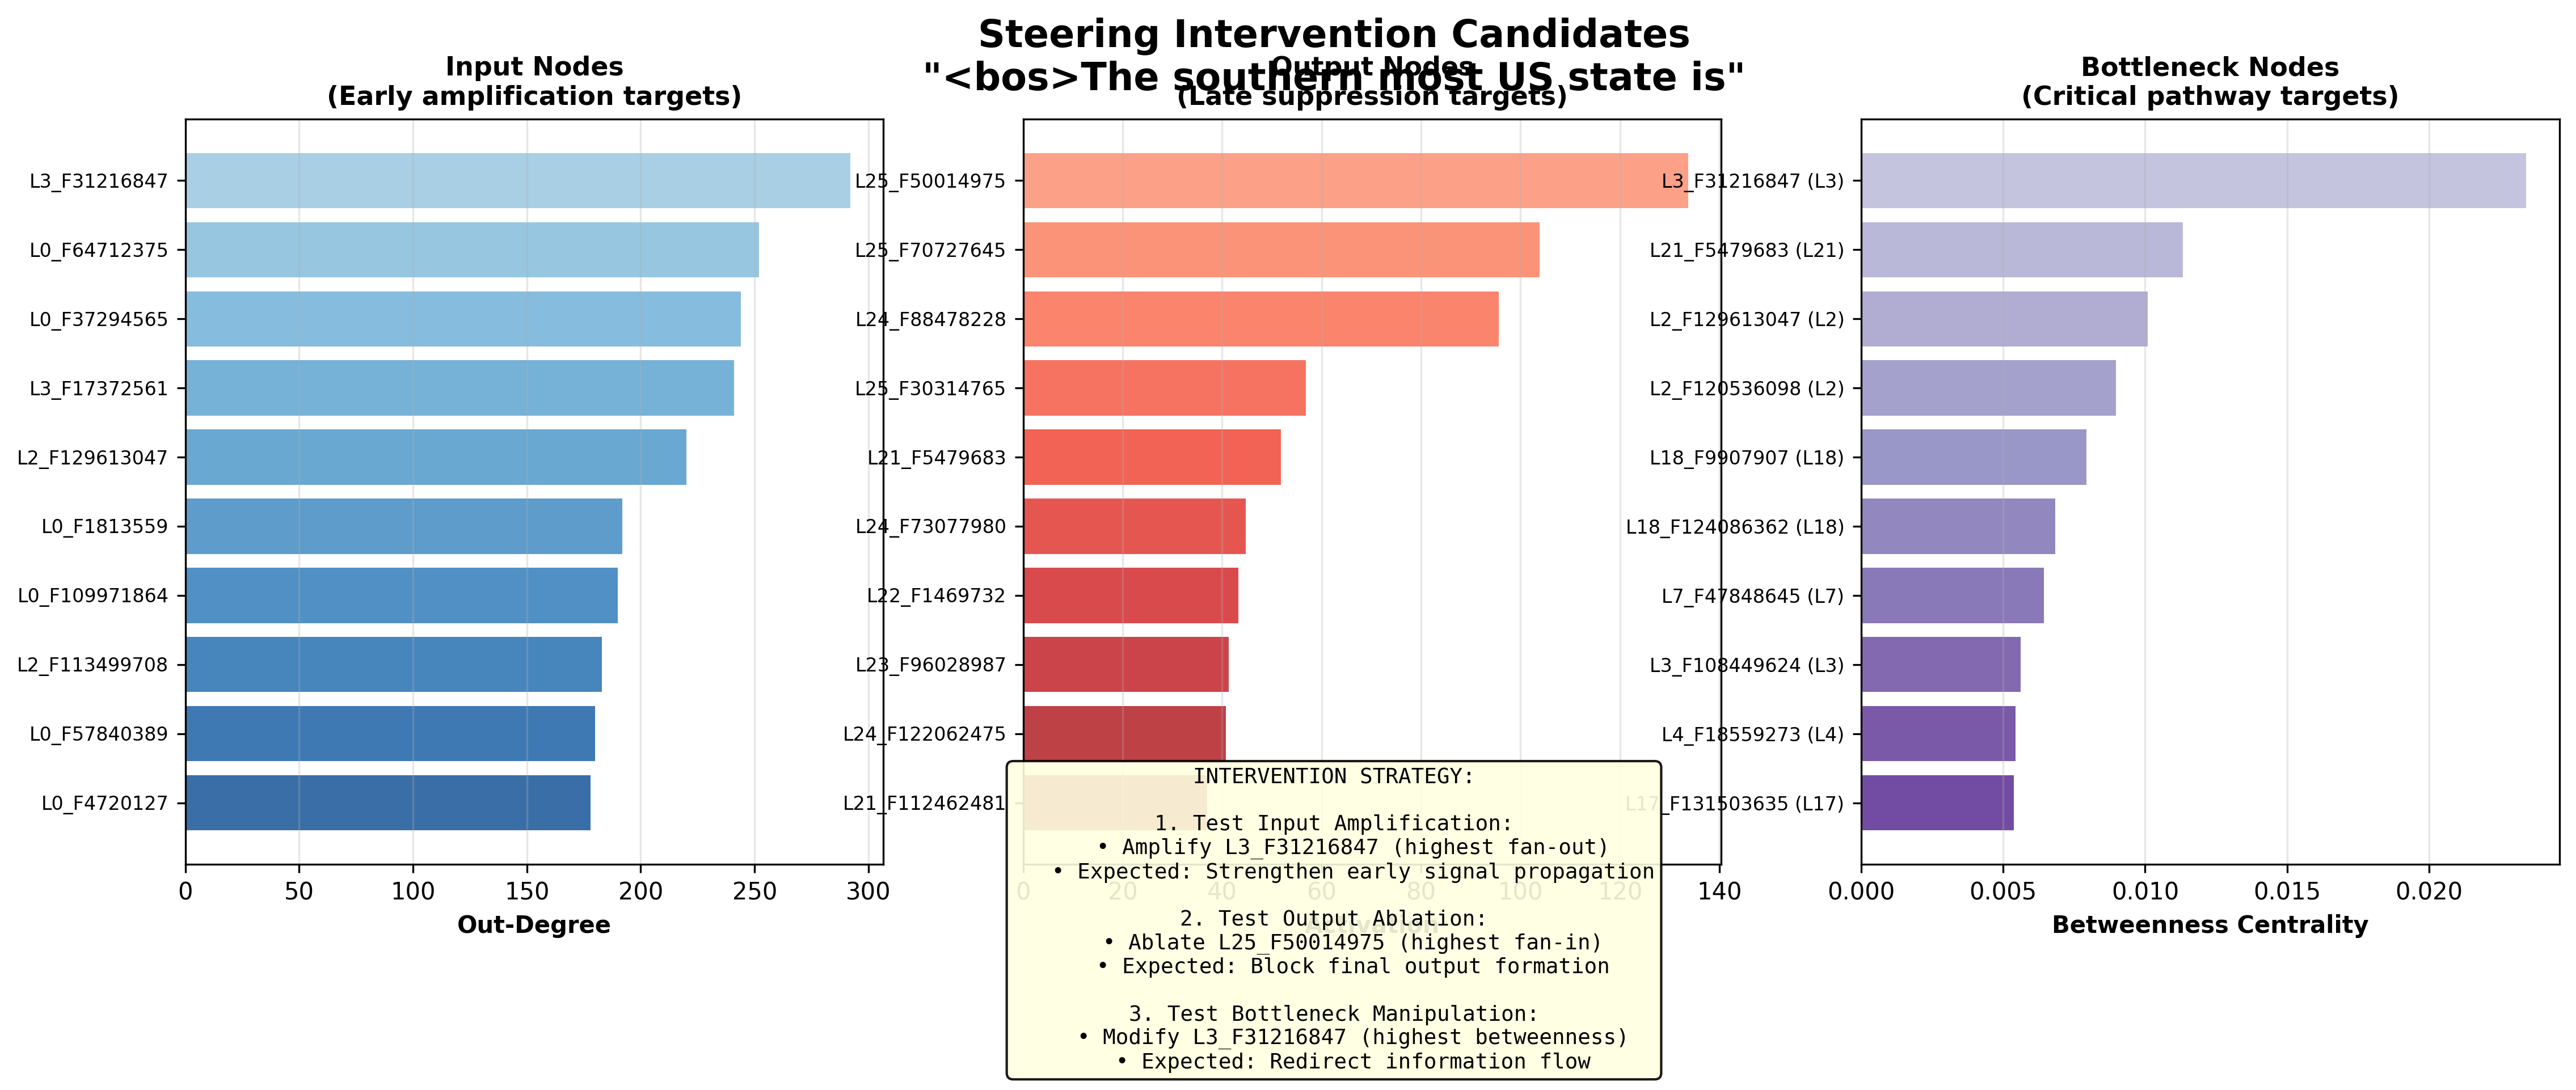 Steering Intervention Candidates
"<bos>The southern most US state is"
Input Nodes
(Early amplification targets)
L3_F31216847
L0_F64712375
L0_F37294565
L3_F17372561
L2_F129613047
L0_F1813559
L0_F109971864
L2_F113499708
L0_F57840389
L0_F4720127
0 50 100 150 200 250 300
Out-Degree
Output Nodes
(Late suppression targets)
L25_F50014975
L25_F70727645
L24_F88478228
L25_F30314765
L21_F5479683
L24_F73077980
L22_F1469732
L23_F96028987
L24_F122062475
L21_F112462481
0 20 40 60 80 100 120 140
Activation
Bottleneck Nodes
(Critical pathway targets)
L3_F31216847 (L3)
L21_F5479683 (L21)
L2_F129613047 (L2)
L2_F120536098 (L2)
L18_F9907907 (L18)
L18_F124086362 (L18)
L7_F47848645 (L7)
L3_F108449624 (L3)
L4_F18559273 (L4)
L17_F131503635 (L17)
0.000 0.005 0.010 0.015 0.020
Betweenness Centrality
INTERVENTION STRATEGY:
1. Test Input Amplification:
• Amplify L3_F31216847 (highest fan-out)
• Expected: Strengthen early signal propagation
2. Test Output Ablation:
• Ablate L25_F50014975 (highest fan-in)
• Expected: Block final output formation
3. Test Bottleneck Manipulation:
• Modify L3_F31216847 (highest betweenness)
• Expected: Redirect information flow